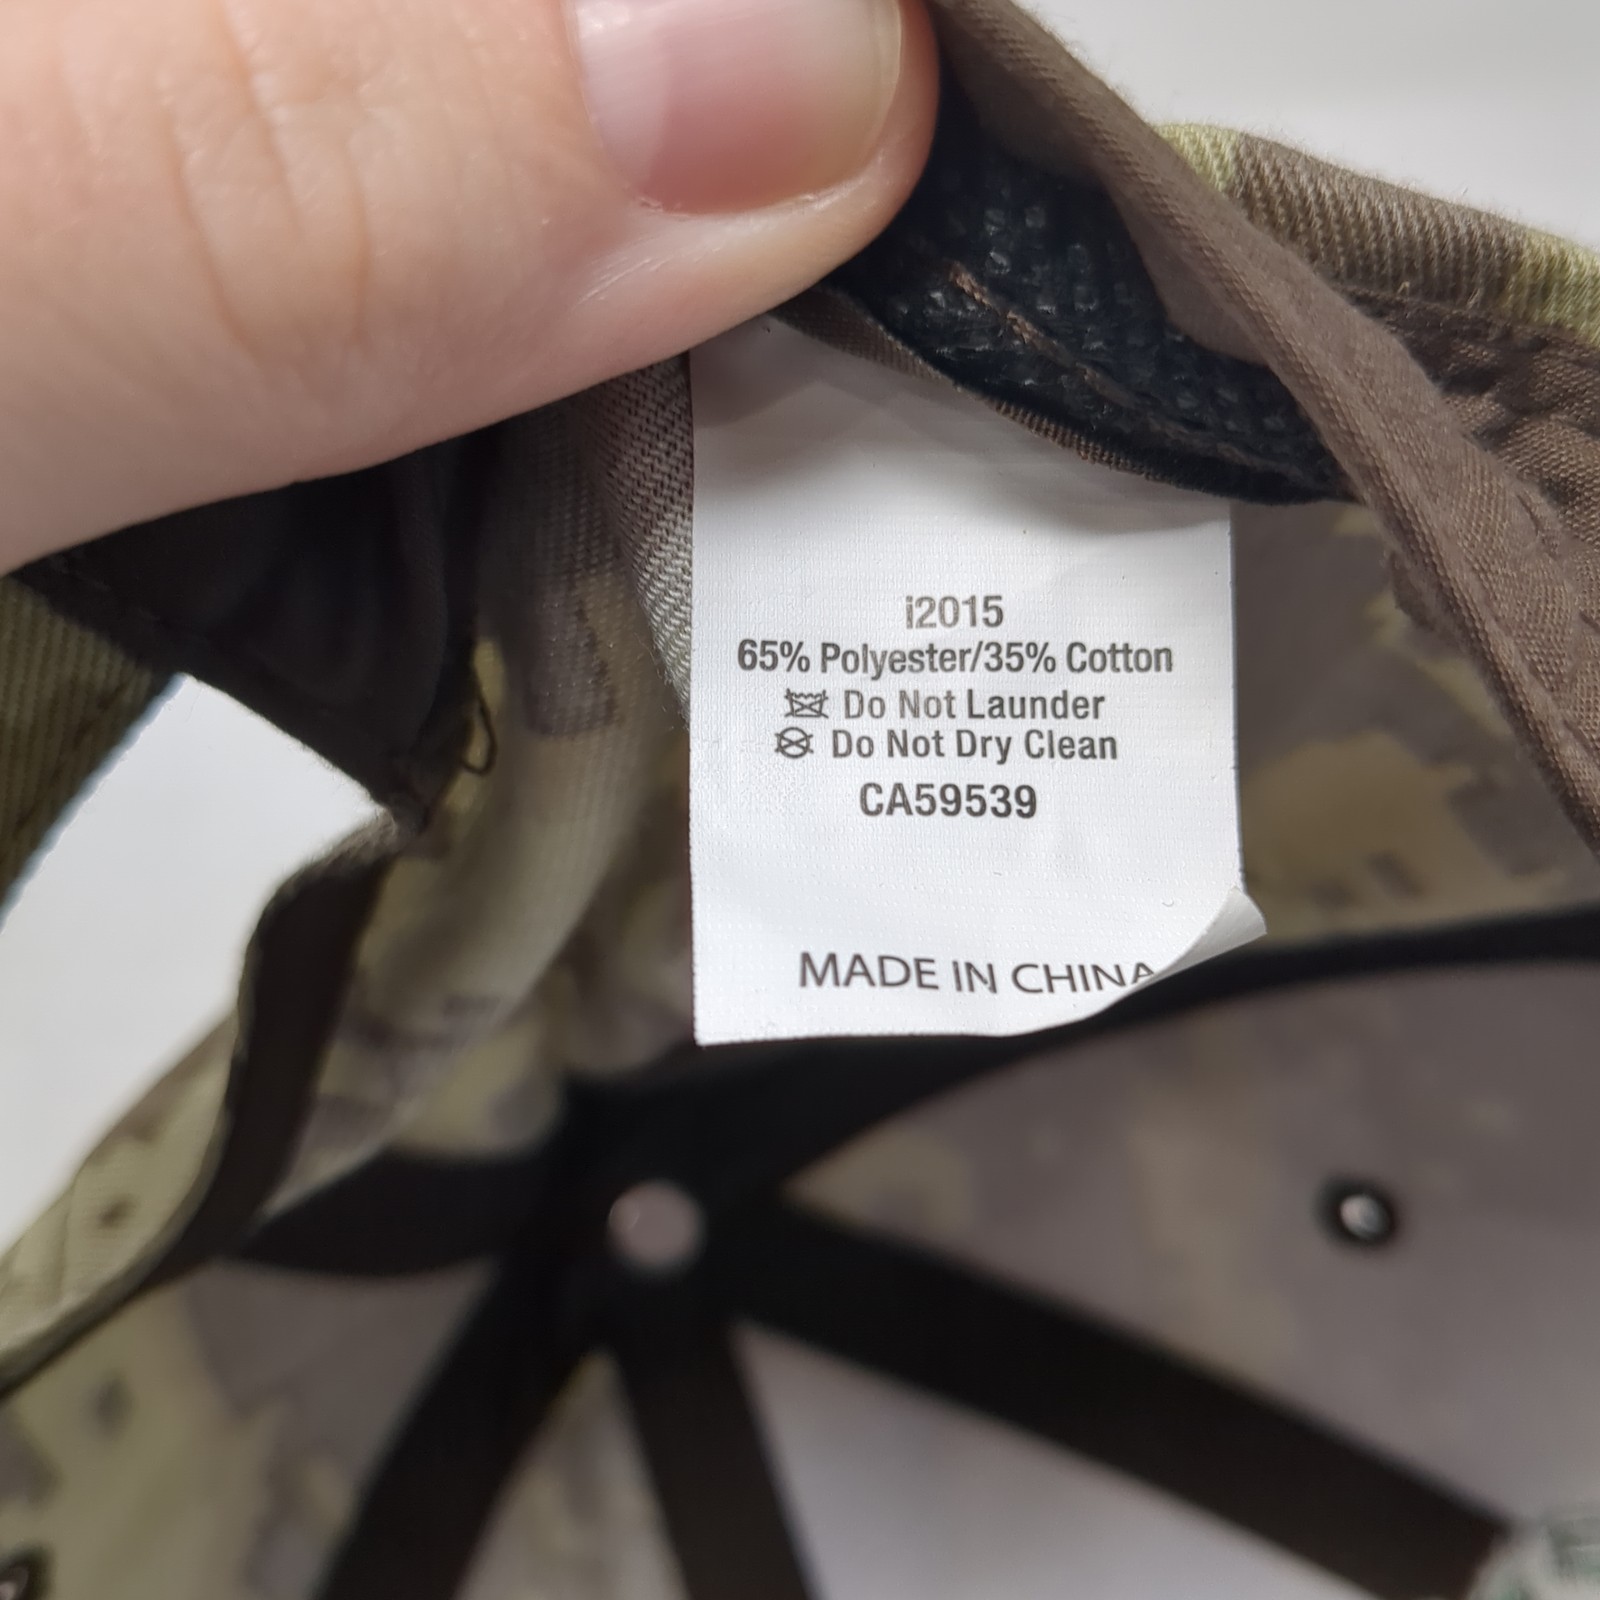 i2015
65% Polyester/35% Cotton
Do Not Launder
Do Not Dry Clean
CA59539
MADE IN CHINA